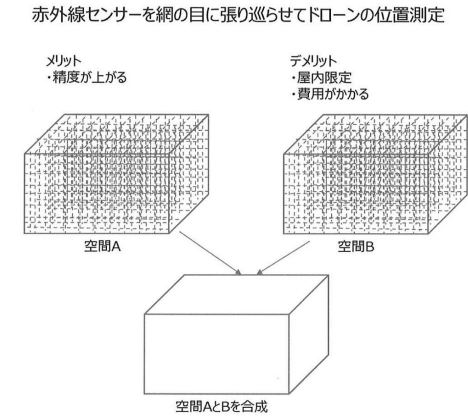 赤外線センサーを網の目に張り巡らせてドローンの位置測定
メリット
・精度が上がる
デメリット
・屋内限定
・費用がかかる
空間A
空間B
空間AとBを合成